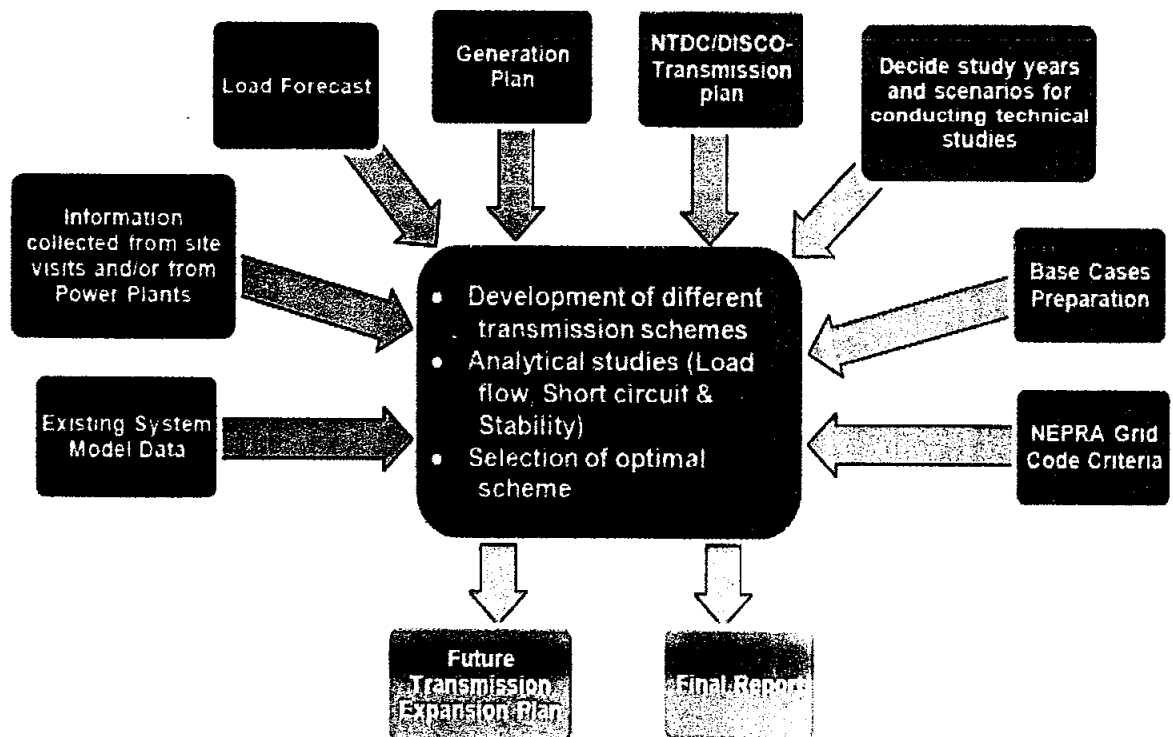 Load Forecast
Generation
Plan
NTDC/DISCO-
Transmission
plan
Decide study years
and scenarios for
conducting technical
studies
Information
collected from site
visits and/or from
Power Plants
Base Cases
Preparation
Existing System
Model Data
NEPRA Grid
Code Criteria
• Development of different
transmission schemes
• Analytical studies (Load
flow, Short circuit &
Stability)
• Selection of optimal
scheme
Future
Transmission
Expansion Plan
Final Report